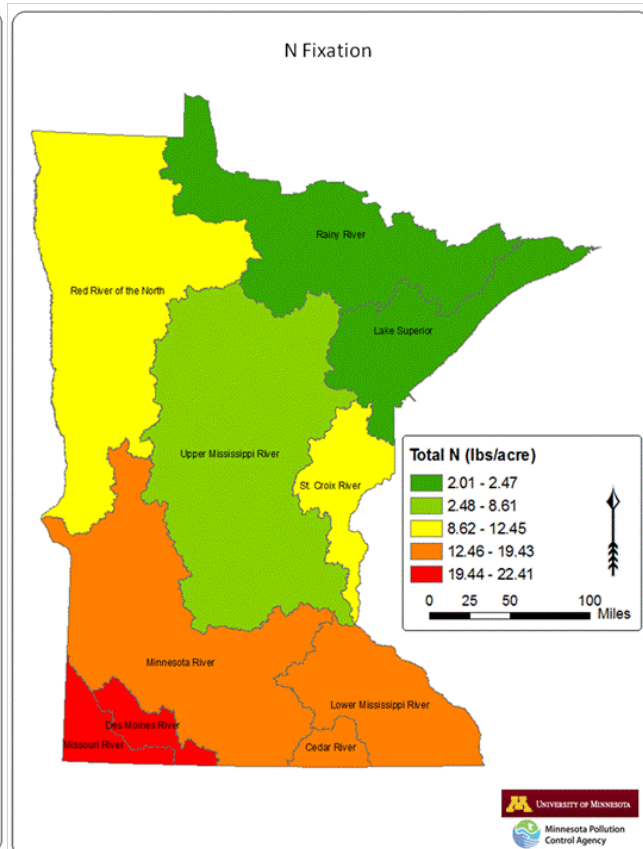 N Fixation
Rainy River
Red River of the North
Lake Superior
Upper Mississippi River
St. Croix River
Total N (lbs/acre)
2.01 - 2.47
2.48 - 8.61
8.62 - 12.45
12.46 - 19.43
19.44 - 22.41
0 25 50 100
Miles
Minnesota River
Lower Mississippi River
Des Moines River
Missouri River
Cedar River
M University of Minnesota
Minnesota Pollution
Control Agency